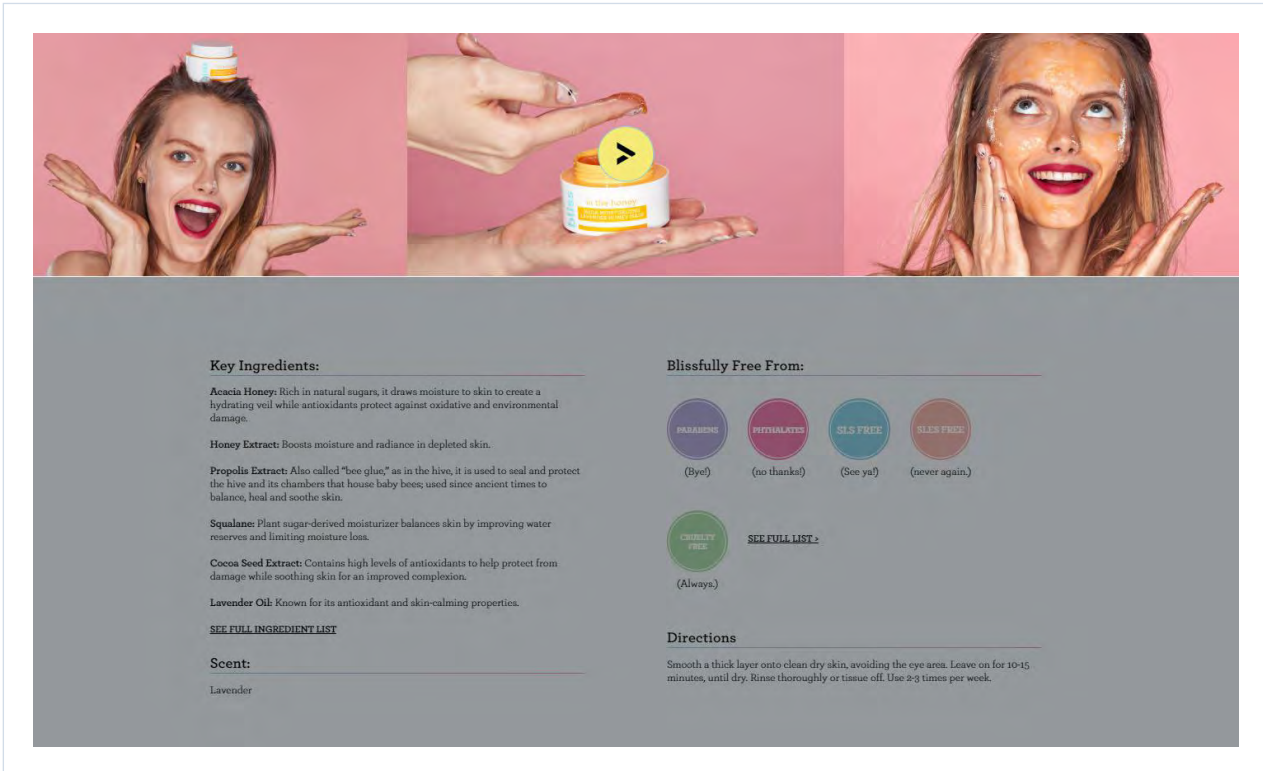 bliss
in the honey
Key Ingredients:
Acacia Honey: Rich in natural sugars, it draws moisture to skin to create a
hydrating veil while antioxidants protect against oxidative and environmental
damage.
Honey Extract: Boosts moisture and radiance in depleted skin.
Propolis Extract: Also called “bee glue,” as in the hive, it is used to seal and protect
the hive and its chambers that house baby bees; used since ancient times to
balance, heal and soothe skin.
Squalane: Plant sugar-derived moisturizer balances skin by improving water
reserves and limiting moisture loss.
Cocoa Seed Extract: Contains high levels of antioxidants to help protect from
damage while soothing skin for an improved complexion.
Lavender Oil: Known for its antioxidant and skin-calming properties.
SEE FULL INGREDIENT LIST
Scent:
Lavender
Blissfully Free From:
PARABENS
PHTHALATES
SLS FREE
SLES FREE
(Bye!)
(no thanks!)
(See ya!)
(never again.)
CRUELTY
FREE
SEE FULL LIST >
(Always.)
Directions
Smooth a thick layer onto clean dry skin, avoiding the eye area. Leave on for 10-15
minutes, until dry. Rinse thoroughly or tissue off. Use 2-3 times per week.